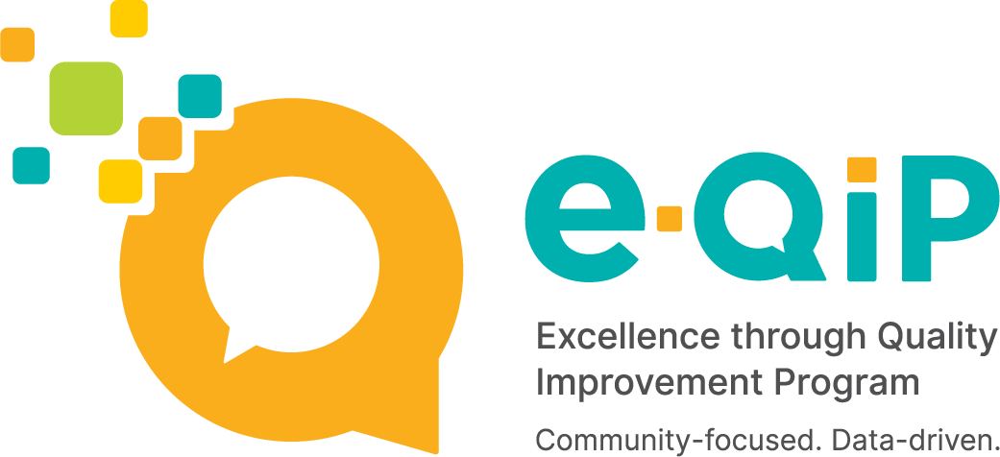 e·QiP
Excellence through Quality
Improvement Program
Community-focused. Data-driven.